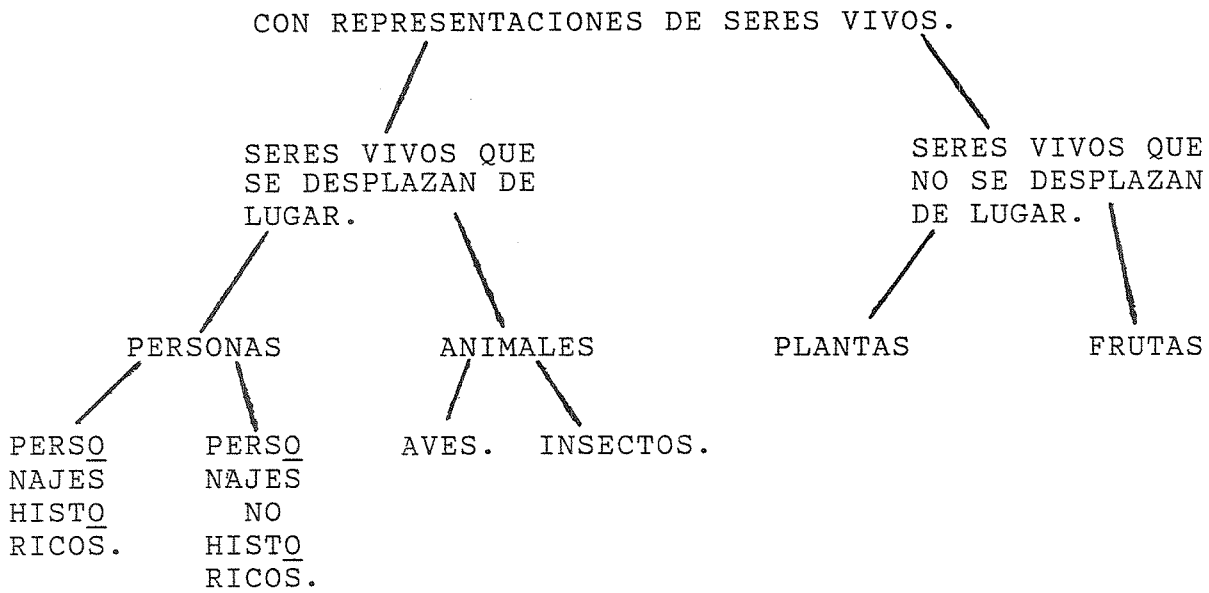 CON REPRESENTACIONES DE SERES VIVOS.
SERES VIVOS QUE
SE DESPLAZAN DE
LUGAR.
SERES VIVOS QUE
NO SE DESPLAZAN
DE LUGAR.
PERSONAS
ANIMALES
PLANTAS
FRUTAS
PERSO
NAJES
HISTO
RICOS.
PERSO
NAJES
NO
HISTO
RICOS.
AVES.
INSECTOS.